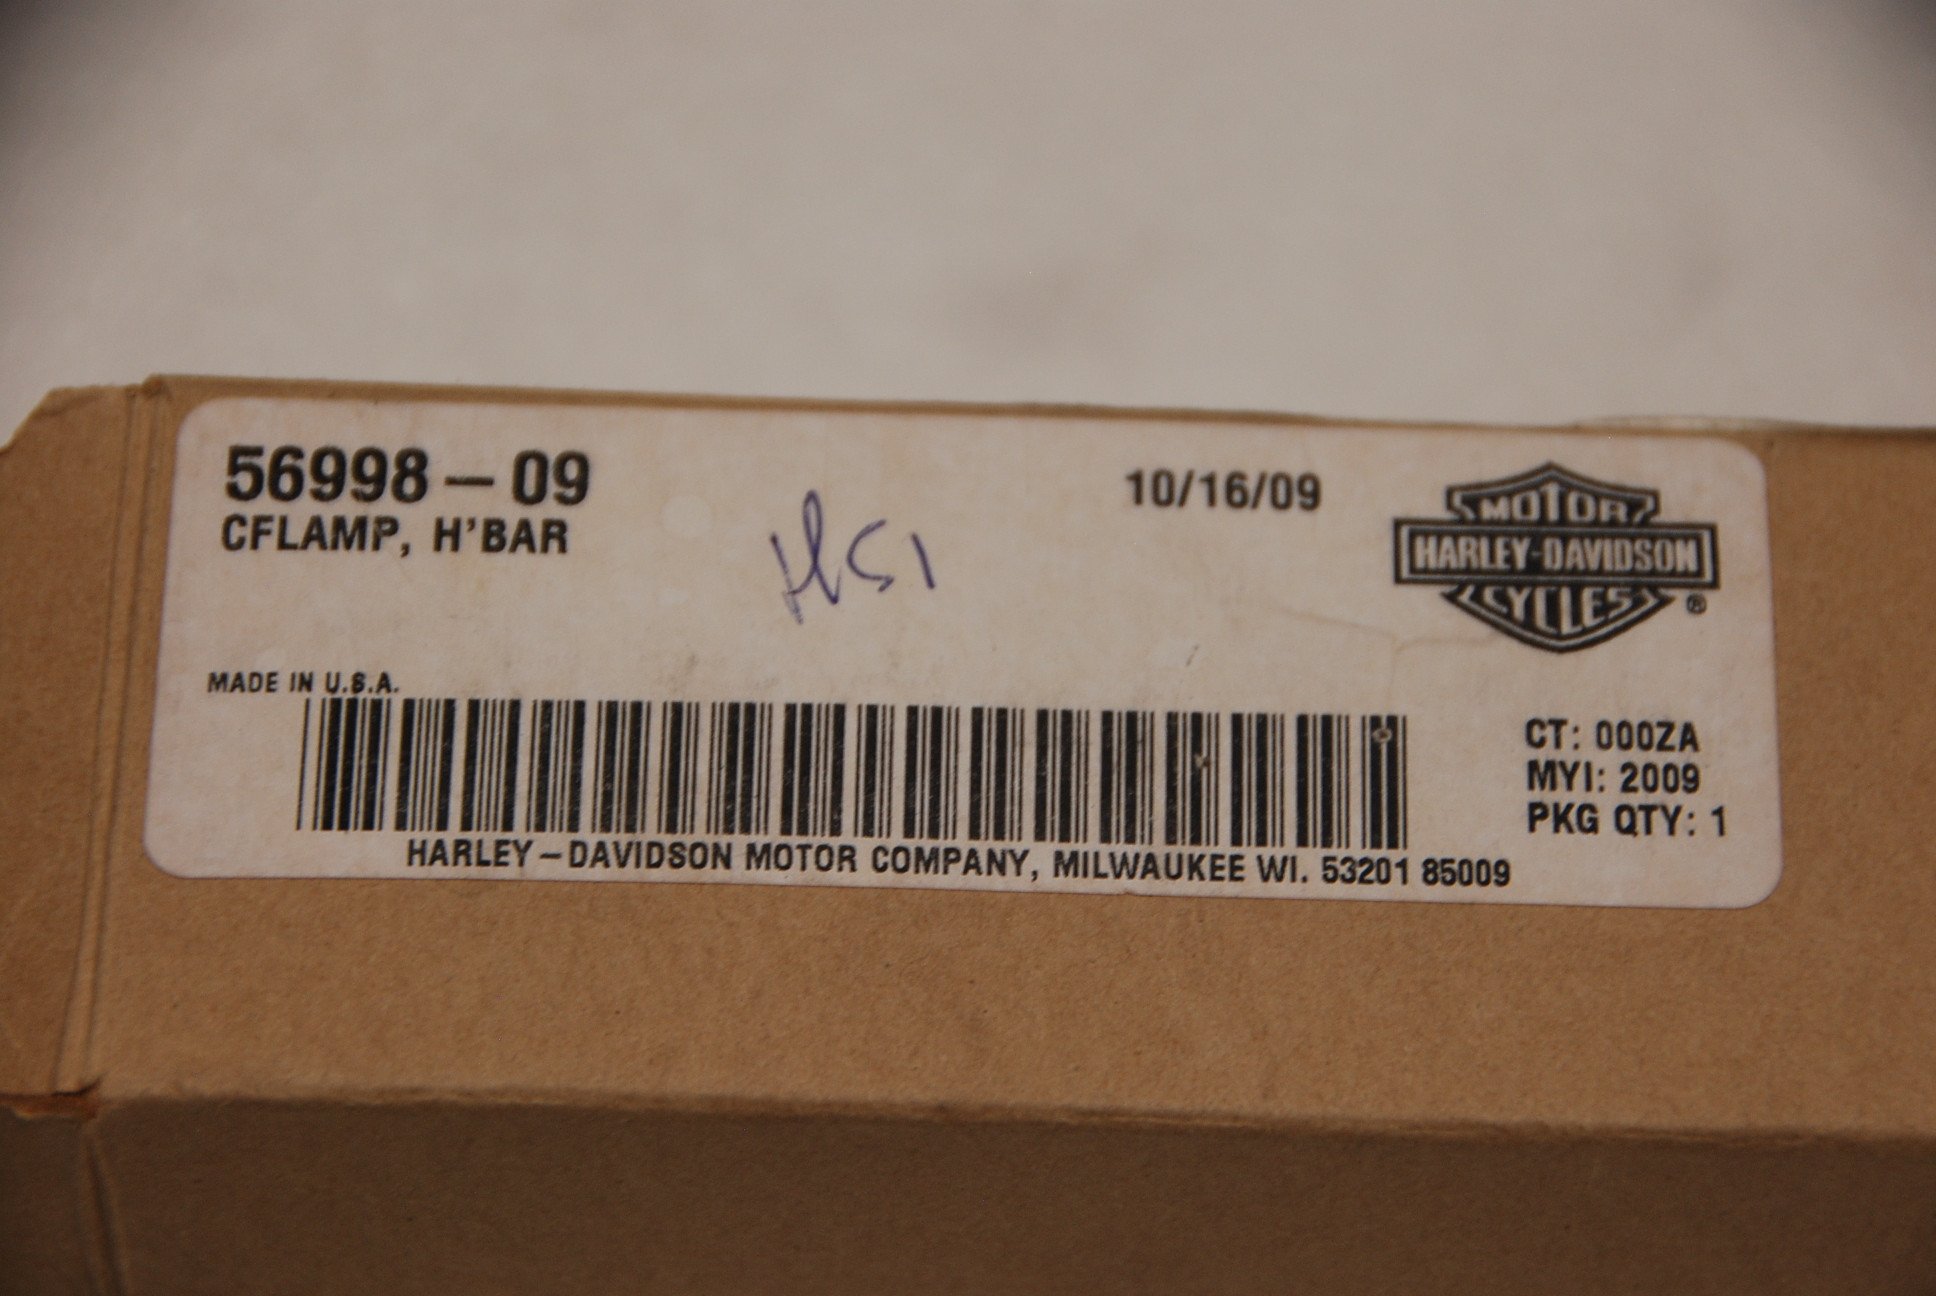 56998-09
CFLAMP, H'BAR
10/16/09
MOTOR
HARLEY-DAVIDSON
CYCLES
®
MADE IN U.S.A.
CT: 000ZA
MYI: 2009
PKG QTY: 1
HARLEY-DAVIDSON MOTOR COMPANY, MILWAUKEE WI. 53201 85009